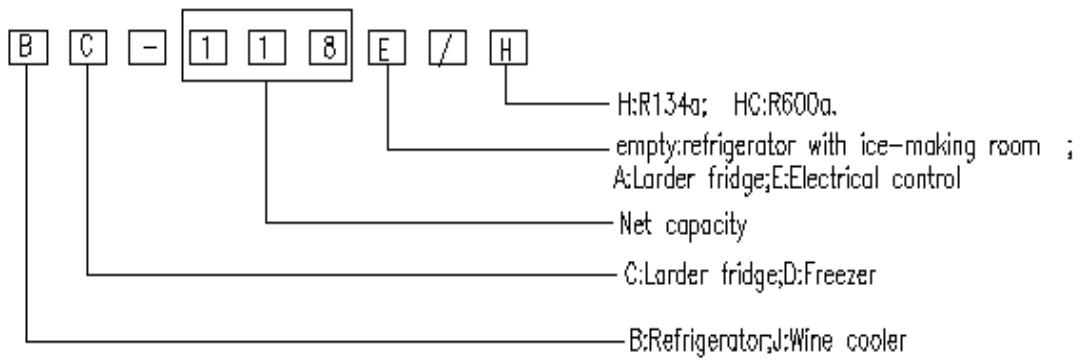 B C - 1 1 8 E / H
H:R134a; HC:R600a.
empty:refrigerator with ice-making room ;
A:Larder fridge;E:Electrical control
Net capacity
C:Larder fridge;D:Freezer
B:Refrigerator;J:Wine cooler